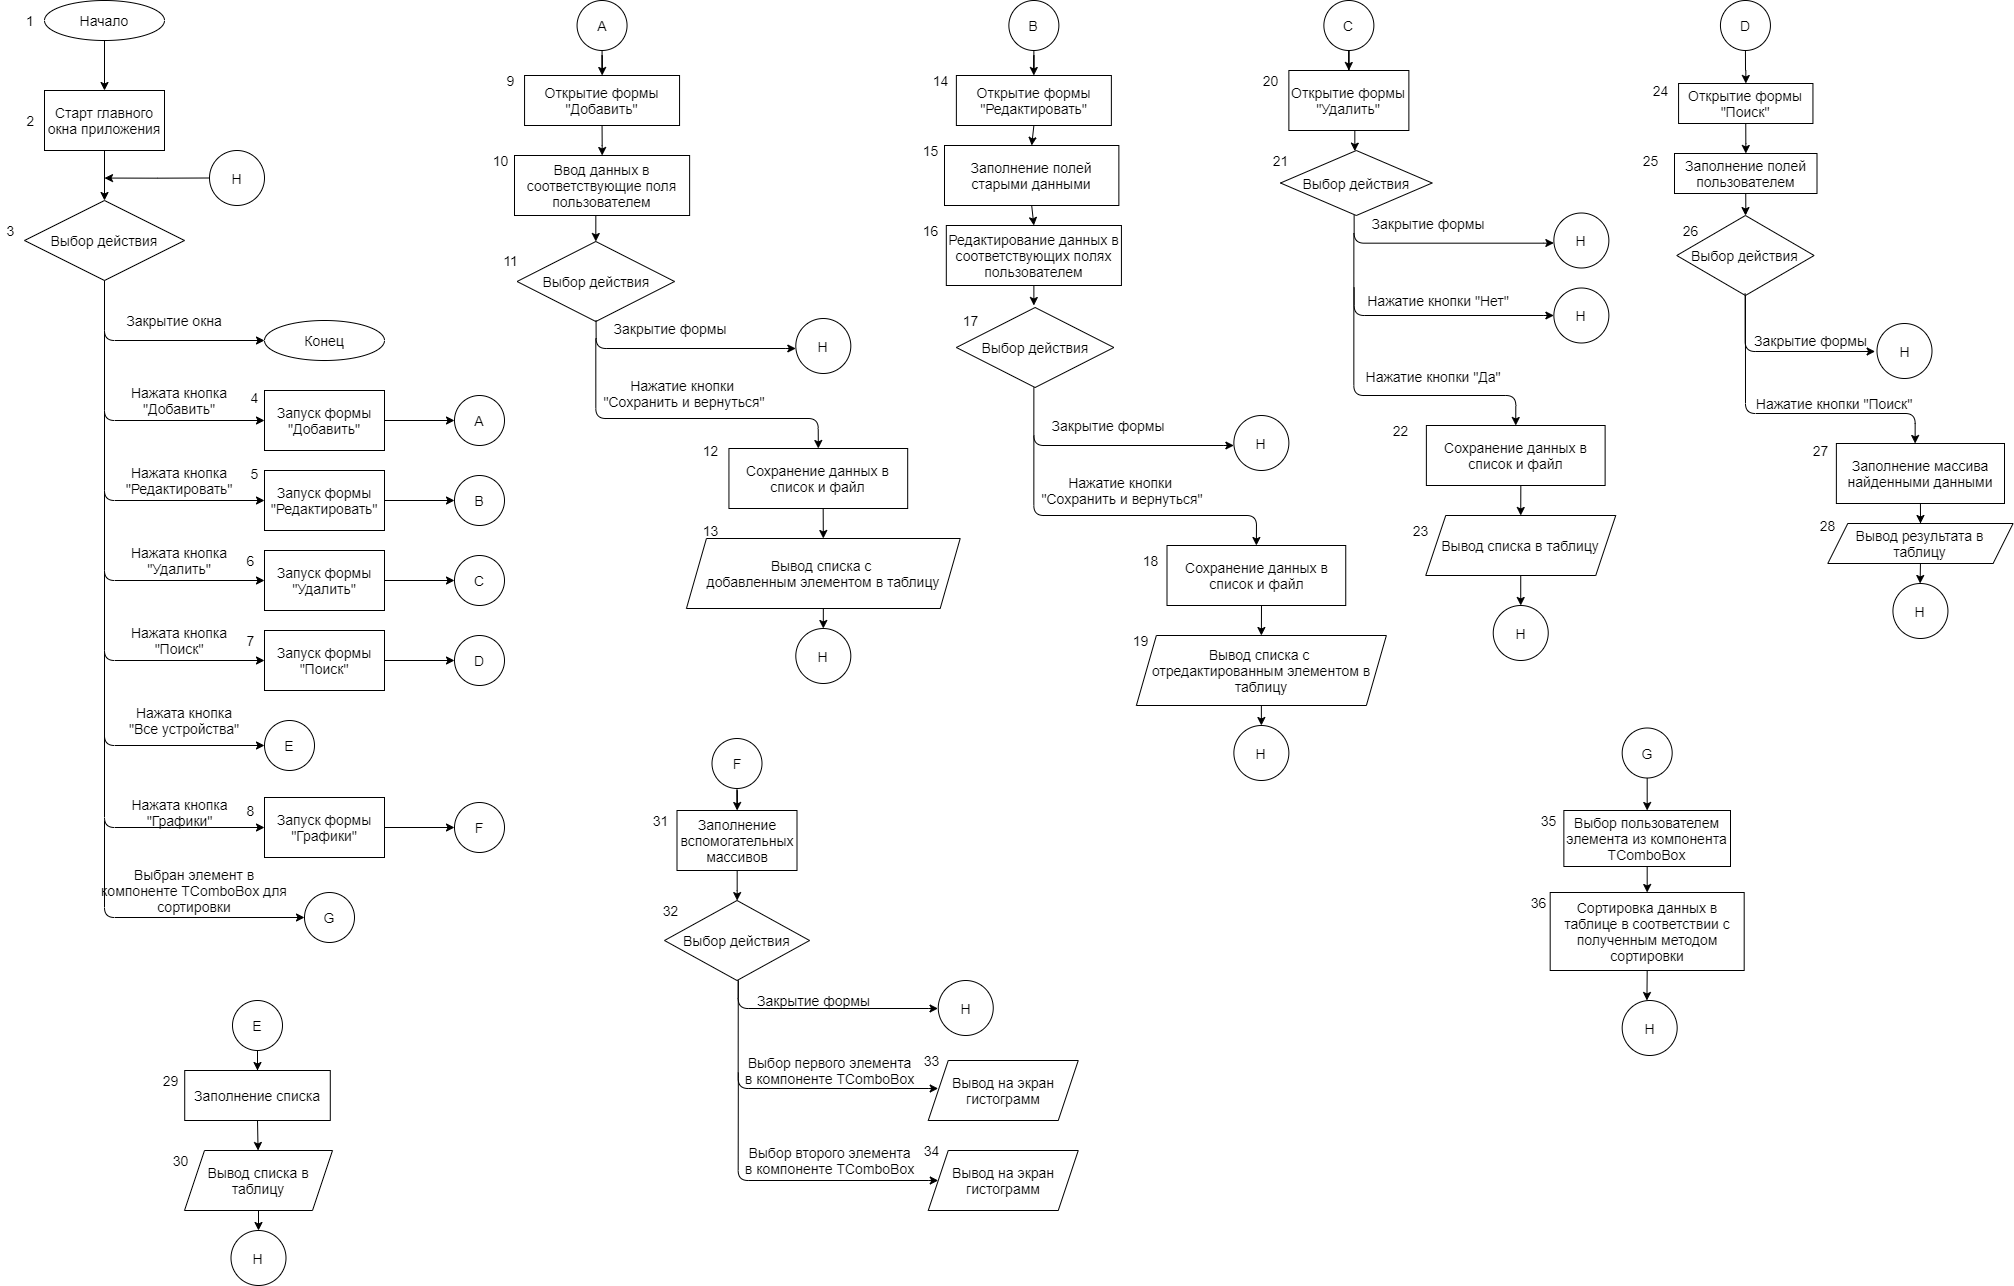 1
Начало
2
Старт главного
окна приложения
H
3
Выбор действия
Закрытие окна
Конец
Нажата кнопка
"Добавить"
4
Запуск формы
"Добавить"
A
Нажата кнопка
"Редактировать"
5
Запуск формы
"Редактировать"
B
Нажата кнопка
"Удалить"
6
Запуск формы
"Удалить"
C
Нажата кнопка
"Поиск"
7
Запуск формы
"Поиск"
D
Нажата кнопка
"Все устройства"
E
Нажата кнопка
"Графики"
8
Запуск формы
"Графики"
F
Выбран элемент в
компоненте TComboBox для
сортировки
G
A
9
Открытие формы
"Добавить"
10
Ввод данных в
соответствующие поля
пользователем
11
Выбор действия
Закрытие формы
H
Нажатие кнопки
"Сохранить и вернуться"
12
Сохранение данных в
список и файл
13
Вывод списка с
добавленным элементом в таблицу
H
B
14
Открытие формы
"Редактировать"
15
Заполнение полей
старыми данными
16
Редактирование данных в
соответствующих полях
пользователем
17
Выбор действия
Закрытие формы
H
Нажатие кнопки
"Сохранить и вернуться"
18
Сохранение данных в
список и файл
19
Вывод списка с
отредактированным элементом в
таблицу
H
C
20
Открытие формы
"Удалить"
21
Выбор действия
Закрытие формы
H
Нажатие кнопки "Нет"
H
Нажатие кнопки "Да"
22
Сохранение данных в
список и файл
23
Вывод списка в таблицу
H
D
24
Открытие формы
"Поиск"
25
Заполнение полей
пользователем
26
Выбор действия
Закрытие формы
H
Нажатие кнопки "Поиск"
27
Заполнение массива
найденными данными
28
Вывод результата в
таблицу
H
E
29
Заполнение списка
30
Вывод списка в
таблицу
H
F
31
Заполнение
вспомогательных
массивов
32
Выбор действия
Закрытие формы
H
Выбор первого элемента
в компоненте TComboBox
33
Вывод на экран
гистограмм
Выбор второго элемента
в компоненте TComboBox
34
Вывод на экран
гистограмм
G
35
Выбор пользователем
элемента из компонента
TComboBox
36
Сортировка данных в
таблице в соответствии с
полученным методом
сортировки
H